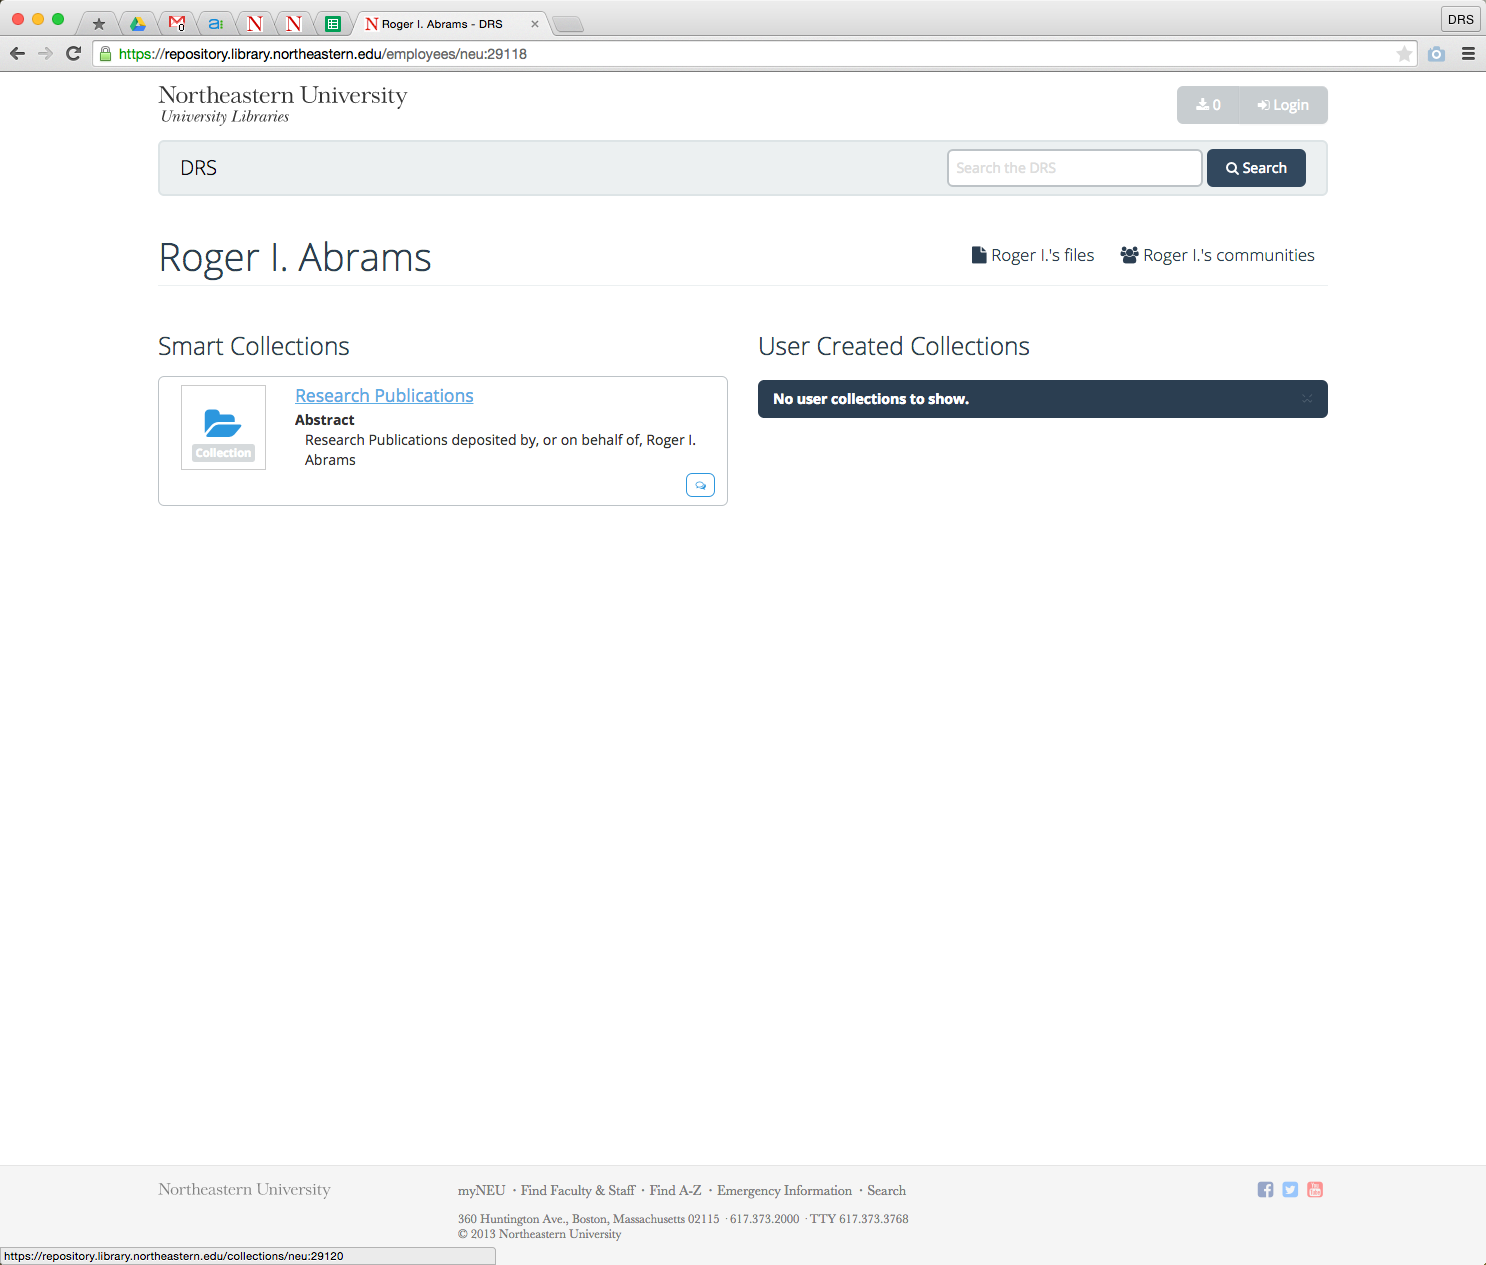 Roger I. Abrams - DRS
DRS
https://repository.library.northeastern.edu/employees/neu:29118
Northeastern University
University Libraries
0
Login
DRS
Search the DRS
Search
Roger I. Abrams
Roger I.'s files
Roger I.'s communities
Smart Collections
User Created Collections
Collection
Research Publications
Abstract
Research Publications deposited by, or on behalf of, Roger I.
Abrams
No user collections to show.
Northeastern University
myNEU · Find Faculty & Staff · Find A-Z · Emergency Information · Search
360 Huntington Ave., Boston, Massachusetts 02115 · 617.373.2000 · TTY 617.373.3768
© 2013 Northeastern University
https://repository.library.northeastern.edu/collections/neu:29120